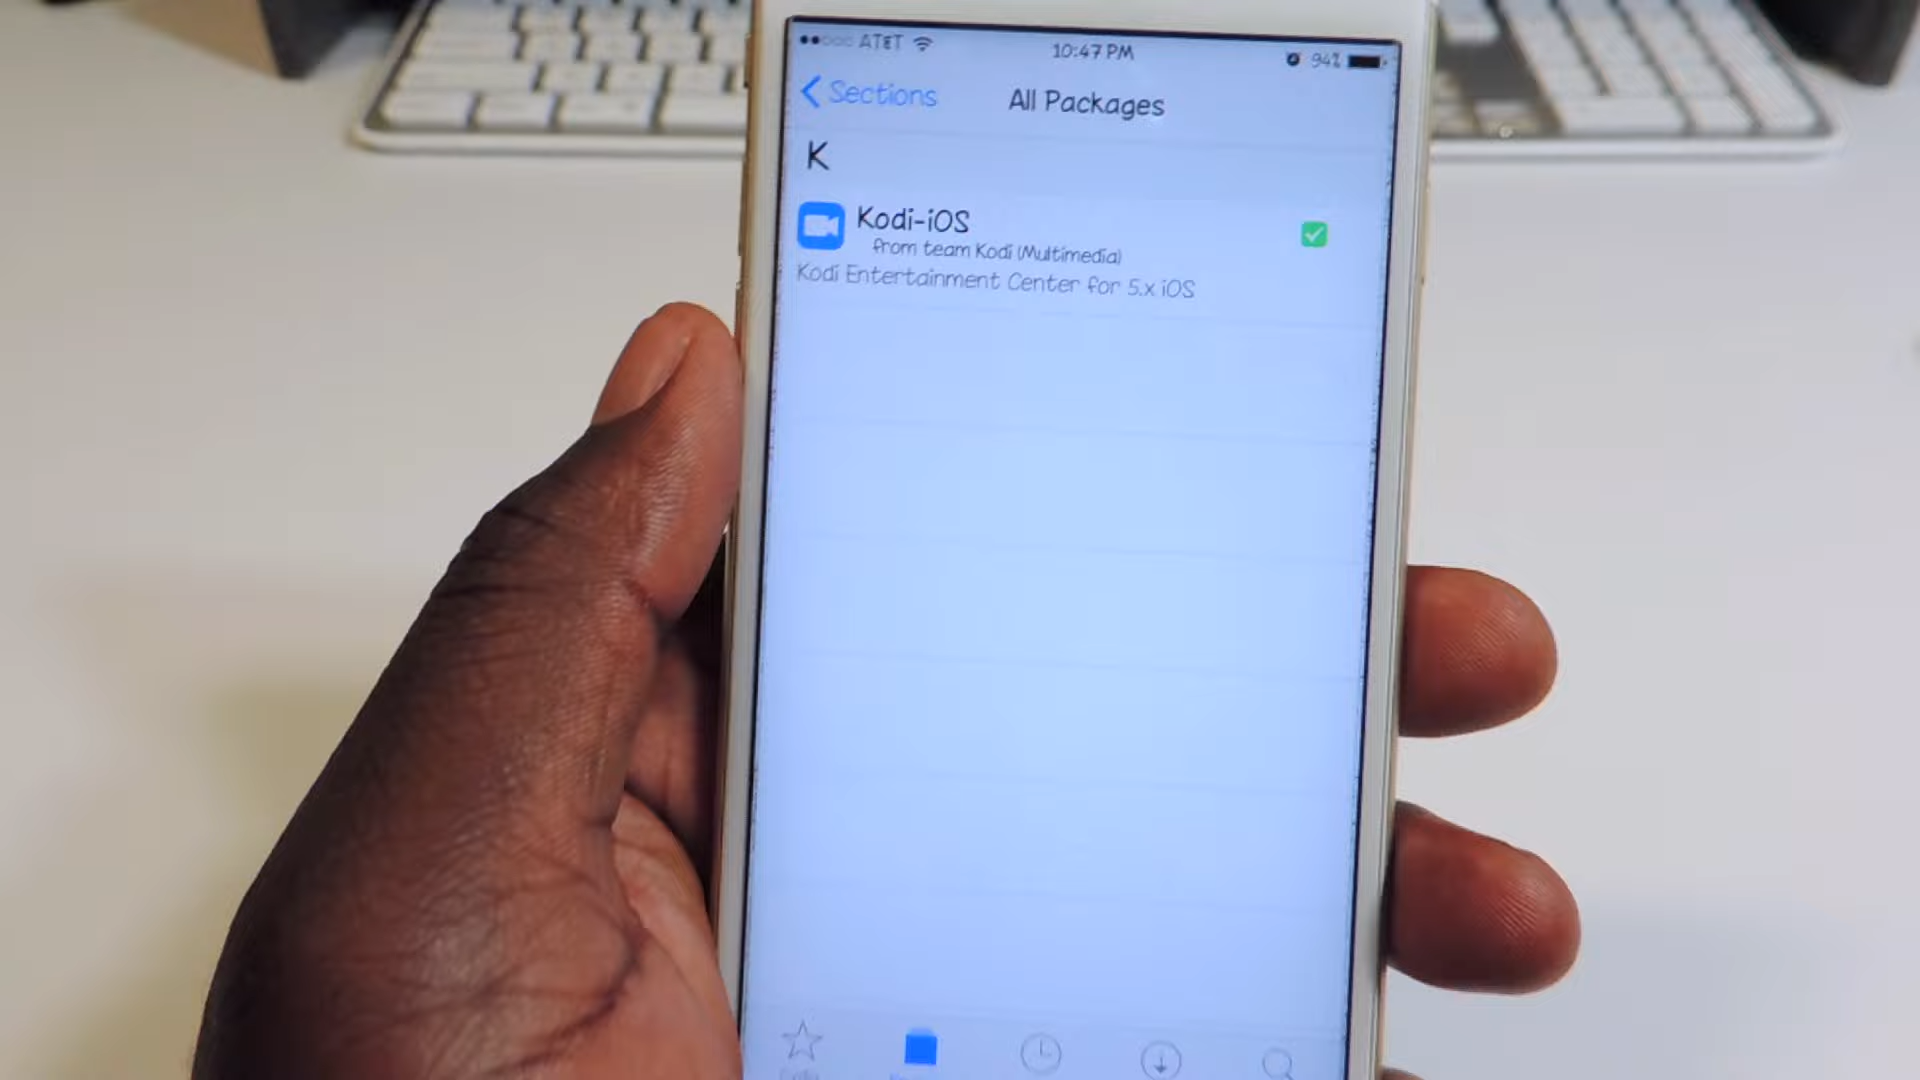 AT&T
10:47 PM
94%
Sections
All Packages
K
Kodi-iOS
from team Kodi (Multimedia)
Kodi Entertainment Center for 5.x iOS